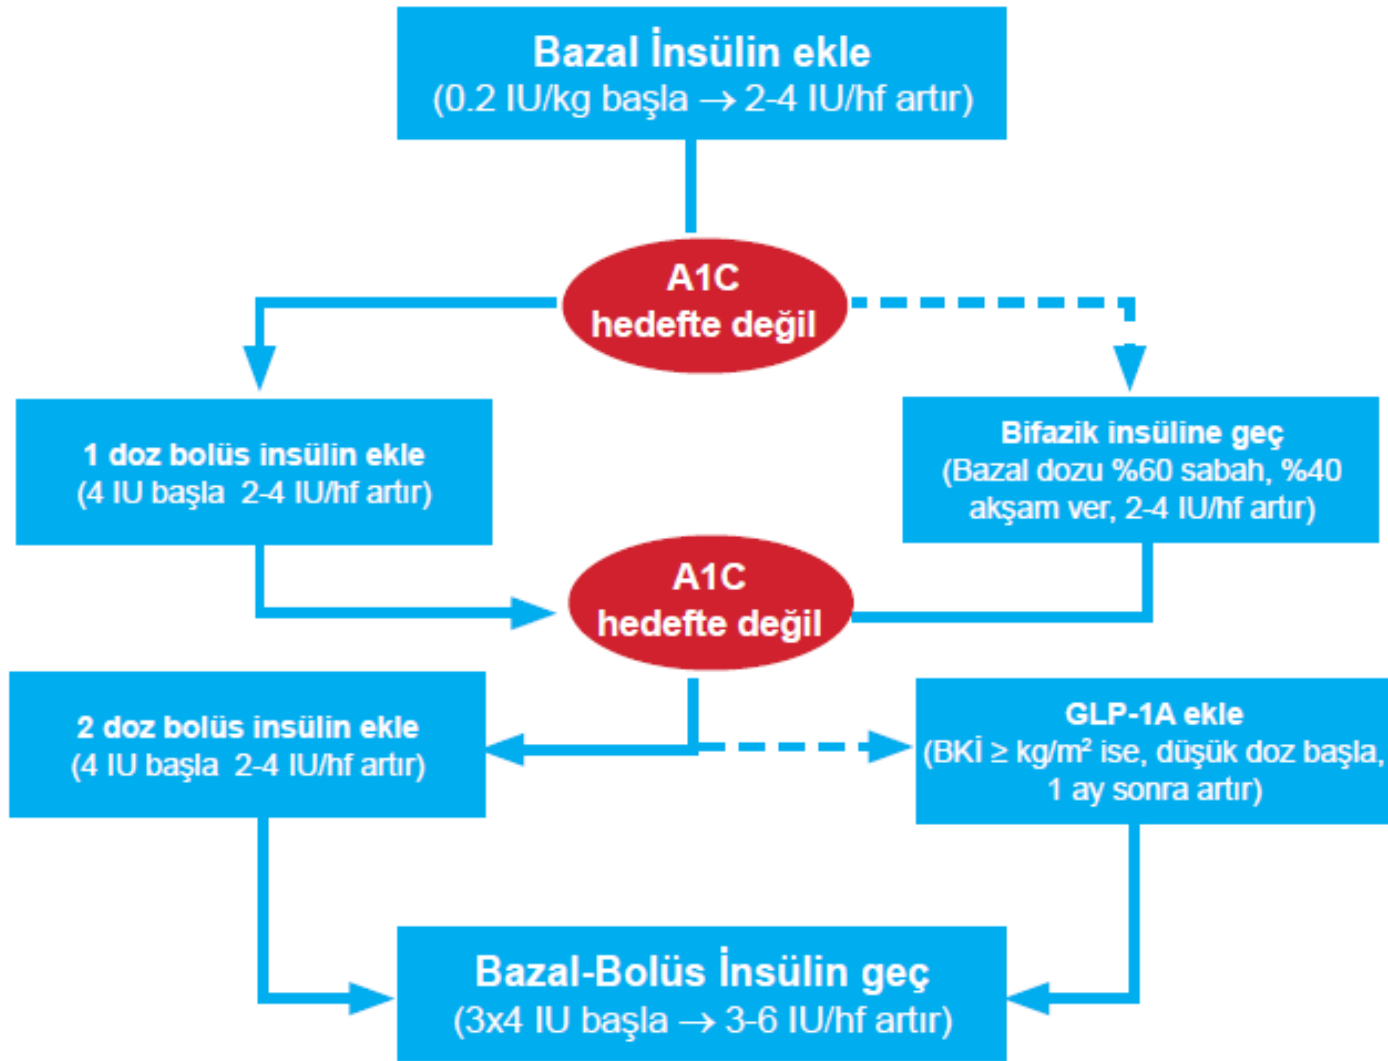 Bazal İnsülin ekle
(0.2 IU/kg başla → 2-4 IU/hf artır)
A1C
hedefte değil
1 doz bolüs insülin ekle
(4 IU başla  2-4 IU/hf artır)
Bifazik insüline geç
(Bazal dozu %60 sabah, %40
akşam ver, 2-4 IU/hf artır)
A1C
hedefte değil
2 doz bolüs insülin ekle
(4 IU başla  2-4 IU/hf artır)
GLP-1A ekle
(BKİ ≥ kg/m² ise, düşük doz başla,
1 ay sonra artır)
Bazal-Bolüs İnsülin geç
(3x4 IU başla → 3-6 IU/hf artır)